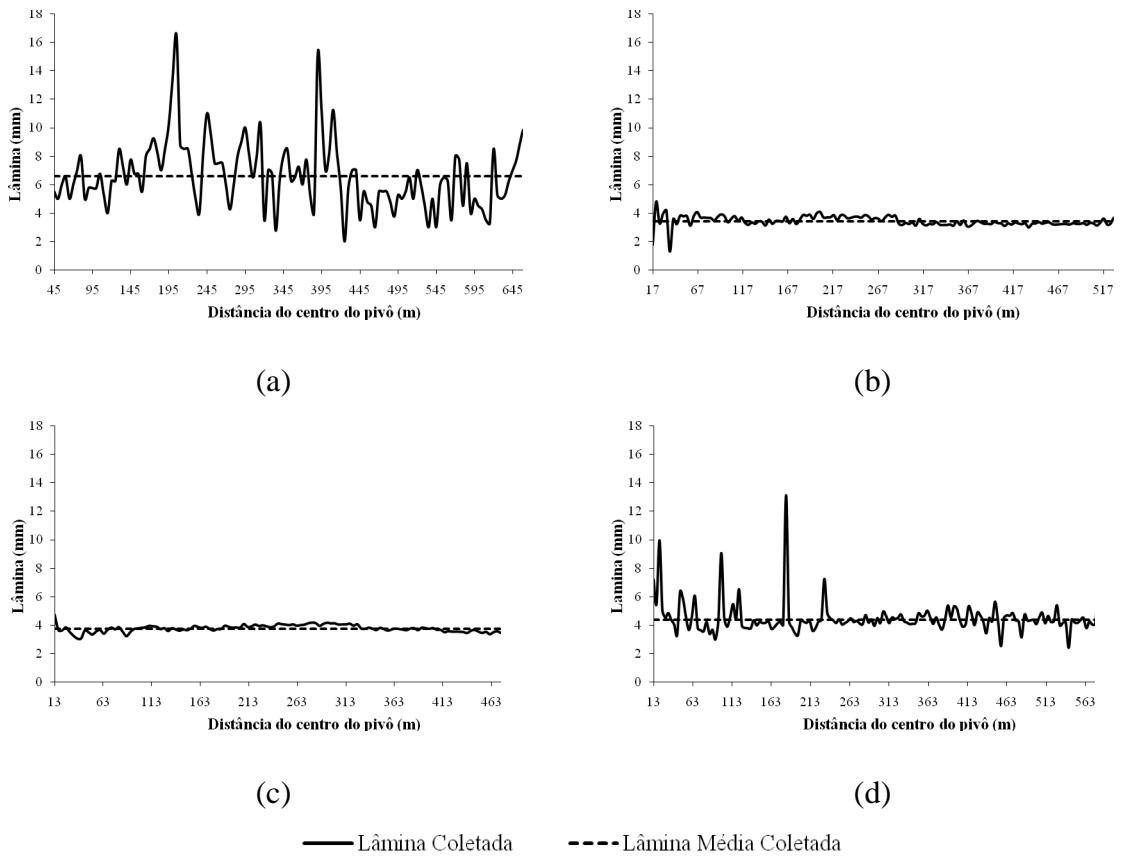 18
16
14
12
10
8
6
4
2
0
Lâmina (mm)
45 95 145 195 245 295 345 395 445 495 545 595 645
Distância do centro do pivô (m)
(a)
18
16
14
12
10
8
6
4
2
0
Lâmina (mm)
17 67 117 167 217 267 317 367 417 467 517
Distância do centro do pivô (m)
(b)
18
16
14
12
10
8
6
4
2
0
Lâmina (mm)
13 63 113 163 213 263 313 363 413 463
Distância do centro do pivô (m)
(c)
18
16
14
12
10
8
6
4
2
0
Lâmina (mm)
13 63 113 163 213 263 313 363 413 463 513 563
Distância do centro do pivô (m)
(d)
Lâmina Coletada
Lâmina Média Coletada